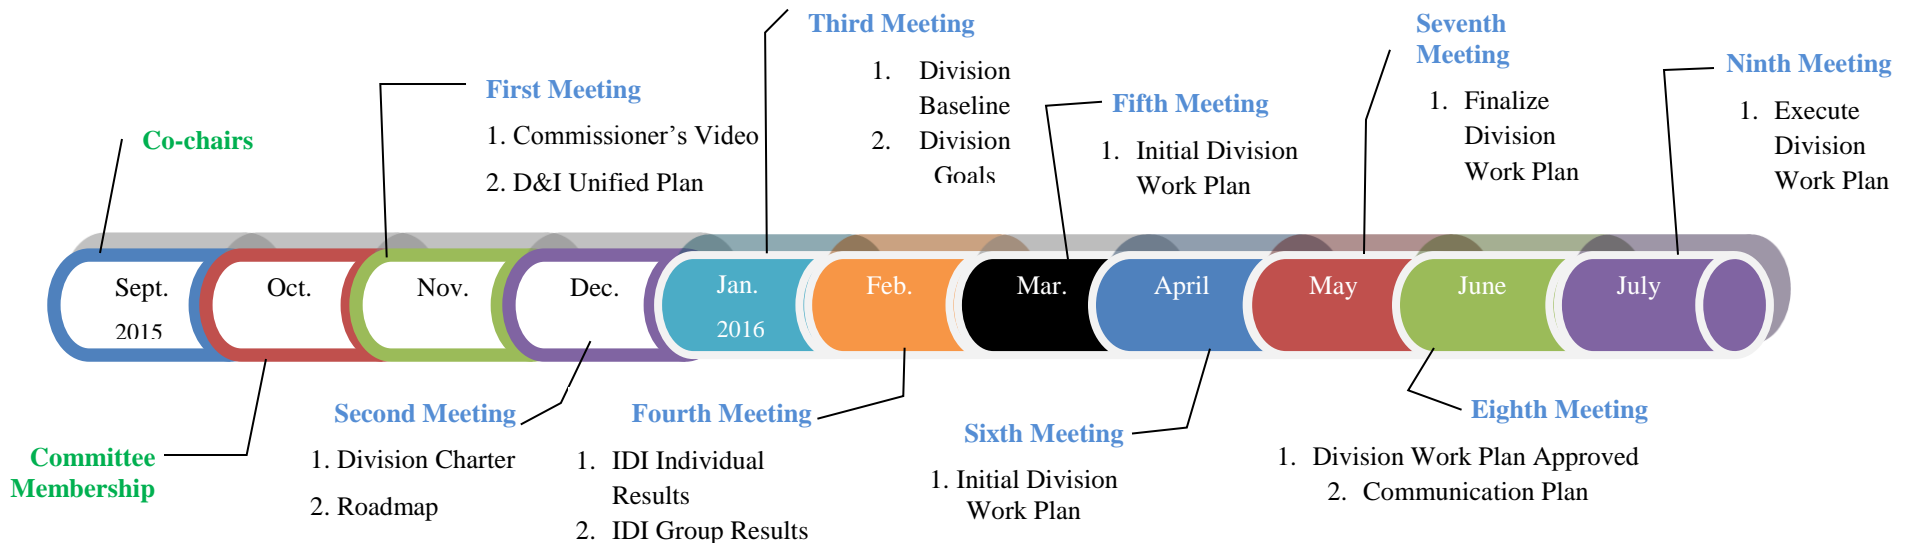 Third Meeting
1. Division
Baseline
2. Division
Goals
Seventh
Meeting
1. Finalize
Division
Work Plan
Ninth Meeting
1. Execute
Division
Work Plan
First Meeting
1. Commissioner’s Video
2. D&I Unified Plan
Fifth Meeting
1. Initial Division
Work Plan
Co-chairs
Sept.
2015
Oct.
Nov.
Dec.
Jan.
2016
Feb.
Mar.
April
May
June
July
Committee
Membership
Second Meeting
1. Division Charter
2. Roadmap
Fourth Meeting
1. IDI Individual
Results
2. IDI Group Results
Sixth Meeting
1. Initial Division
Work Plan
Eighth Meeting
1. Division Work Plan Approved
2. Communication Plan